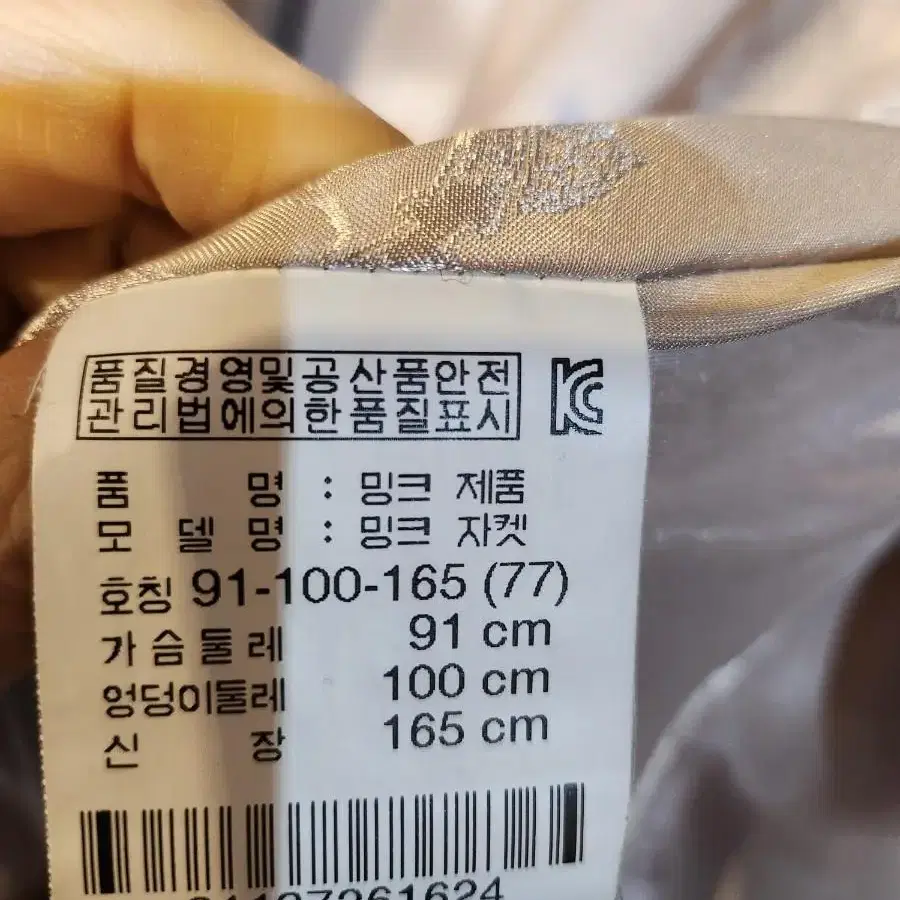 품질경영및공산품안전
관리법에의한품질표시
KC
품 명 : 밍크 제품
모 델 명 : 밍크 자켓
호칭 91-100-165 (77)
가슴둘레 91 cm
엉덩이둘레 100 cm
신 장 165 cm